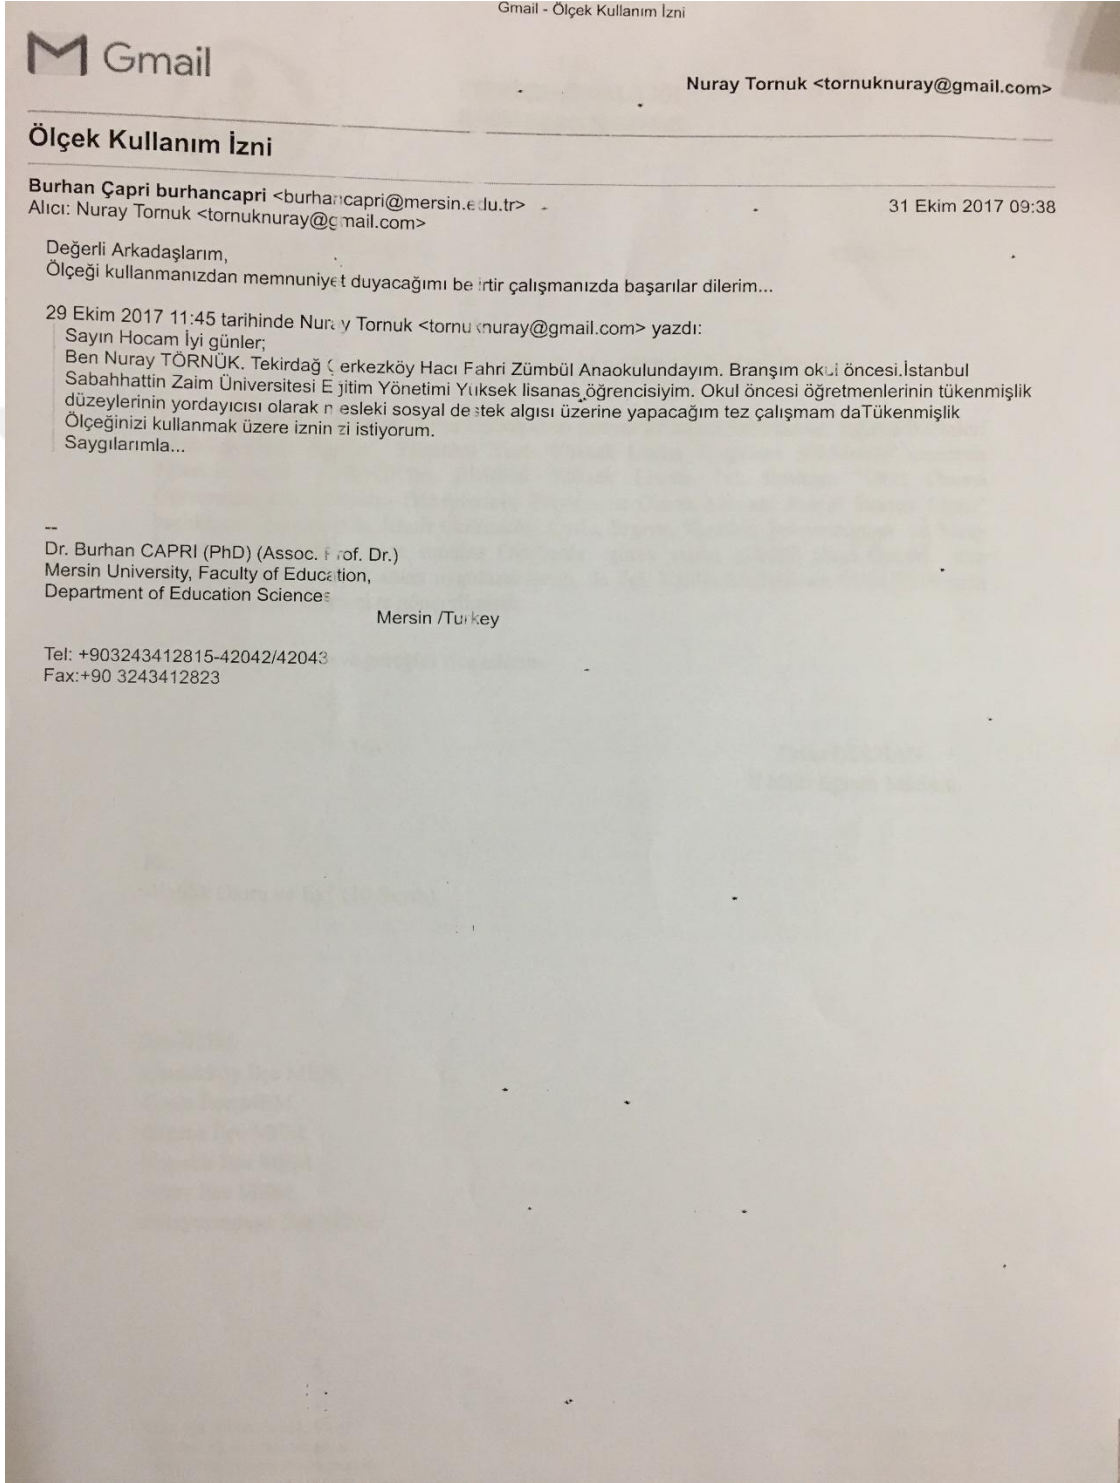 Gmail - Ölçek Kullanım İzni
Gmail
Nuray Tornuk <tornuknuray@gmail.com>
Ölçek Kullanım İzni
Burhan Çapri burhancapri <burhancapri@mersin.edu.tr>
31 Ekim 2017 09:38
Alıcı: Nuray Tornuk <tornuknuray@gmail.com>
Değerli Arkadaşlarım,
Ölçeği kullanmanızdan memnuniyet duyacağımı belirtir çalışmanızda başarılar dilerim...
29 Ekim 2017 11:45 tarihinde Nuray Tornuk <tornuknuray@gmail.com> yazdı:
Sayın Hocam İyi günler;
Ben Nuray TÖRNÜK. Tekirdağ Çerkezköy Hacı Fahri Zümbül Anaokulundayım. Branşım okul öncesi.İstanbul
Sabahhattin Zaim Üniversitesi Eğitim Yönetimi Yüksek lisanas öğrencisiyim. Okul öncesi öğretmenlerinin tükenmişlik
düzeylerinin yordayıcısı olarak mesleki sosyal destek algısı üzerine yapacağım tez çalışmam daTükenmişlik
Ölçeğinizi kullanmak üzere izninizi istiyorum.
Saygılarımla...
--
Dr. Burhan CAPRI (PhD) (Assoc. Prof. Dr.)
Mersin University, Faculty of Education,
Department of Education Sciences
Mersin /Turkey
Tel: +903243412815-42042/42043
Fax:+90 3243412823